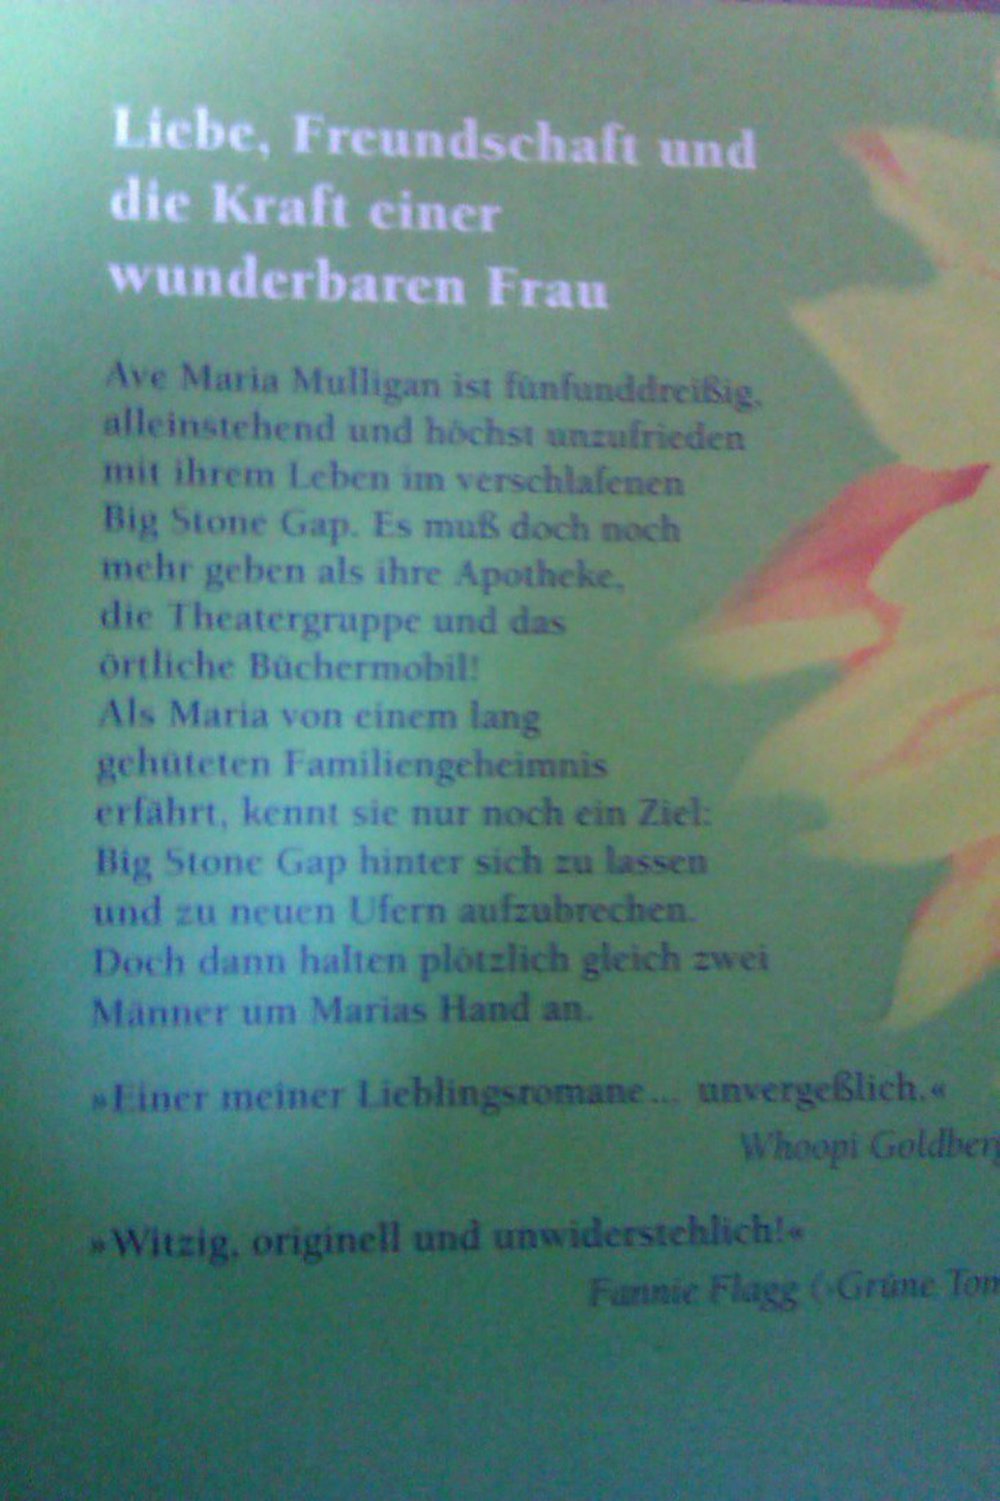 Liebe, Freundschaft und
die Kraft einer
wunderbaren Frau
Ave Maria Mulligan ist fünfunddreißig,
alleinstehend und höchst unzufrieden
mit ihrem Leben im verschlafenen
Big Stone Gap. Es muß doch noch
mehr geben als ihre Apotheke,
die Theatergruppe und das
örtliche Büchermobil!
Als Maria von einem lang
gehüteten Familiengeheimnis
erfährt, kennt sie nur noch ein Ziel:
Big Stone Gap hinter sich zu lassen
und zu neuen Ufern aufzubrechen.
Doch dann halten plötzlich gleich zwei
Männer um Marias Hand an.
»Einer meiner Lieblingsromane... unvergeßlich.«
Whoopi Goldberg
»Witzig, originell und unwiderstehlich!«
Fannie Flagg (›Grüne Tom